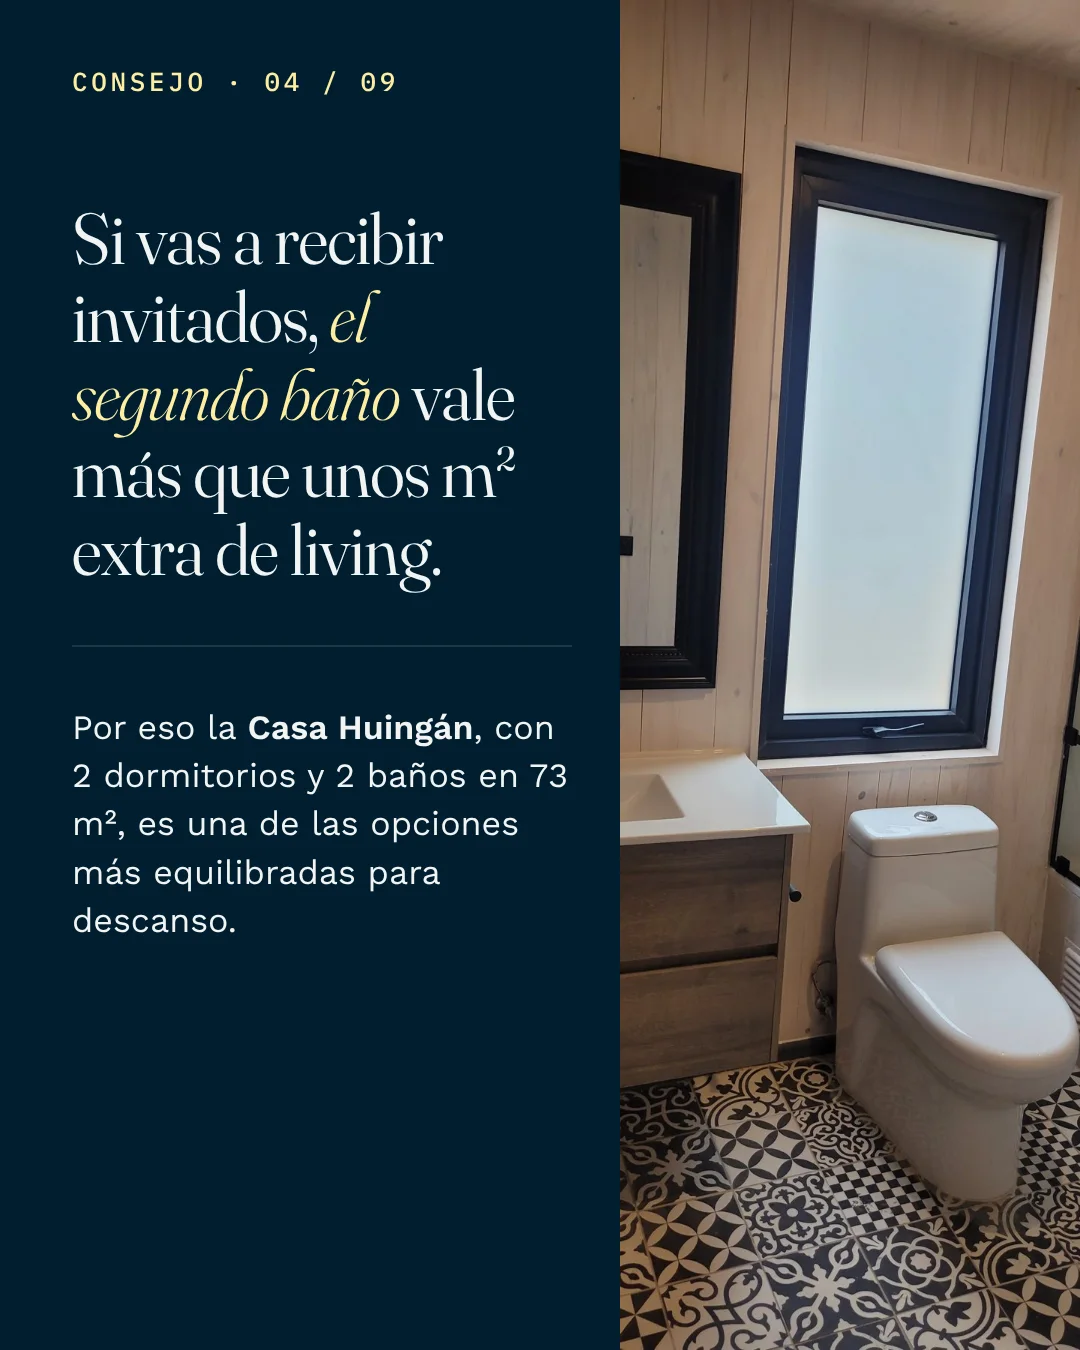 CONSEJO · 04 / 09
Si vas a recibir
invitados, el
segundo baño vale
más que unos m²
extra de living.
Por eso la Casa Huingán, con
2 dormitorios y 2 baños en 73
m², es una de las opciones
más equilibradas para
descanso.